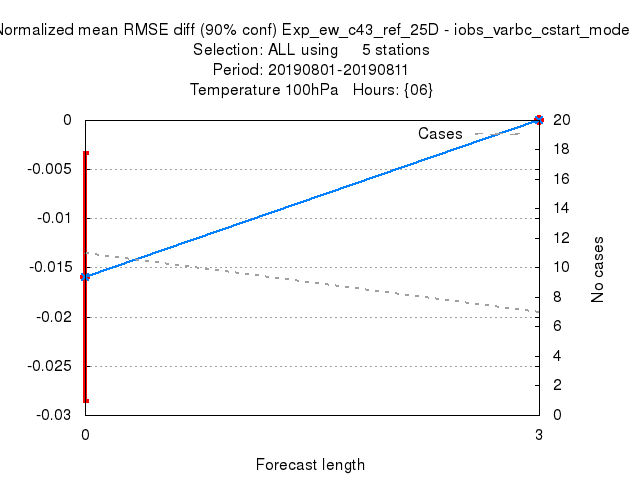 Normalized mean RMSE diff (90% conf) Exp_ew_c43_ref_25D - iobs_varbc_cstart_mode
Selection: ALL using 5 stations
Period: 20190801-20190811
Temperature 100hPa Hours: {06}
Cases
0
-0.005
-0.01
-0.015
-0.02
-0.025
-0.03
20
18
16
14
12
10
8
6
4
2
0
No cases
0
3
Forecast length